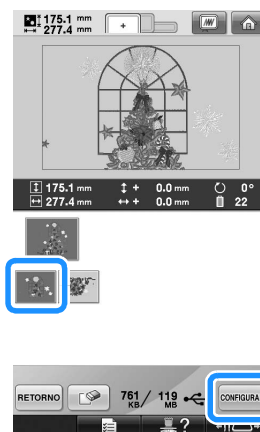 175.1 mm
277.4 mm
175.1 mm + 0.0 mm 0°
277.4 mm + 0.0 mm 22
RETORNO 761 KB / 119 MB CONFIGURA
?